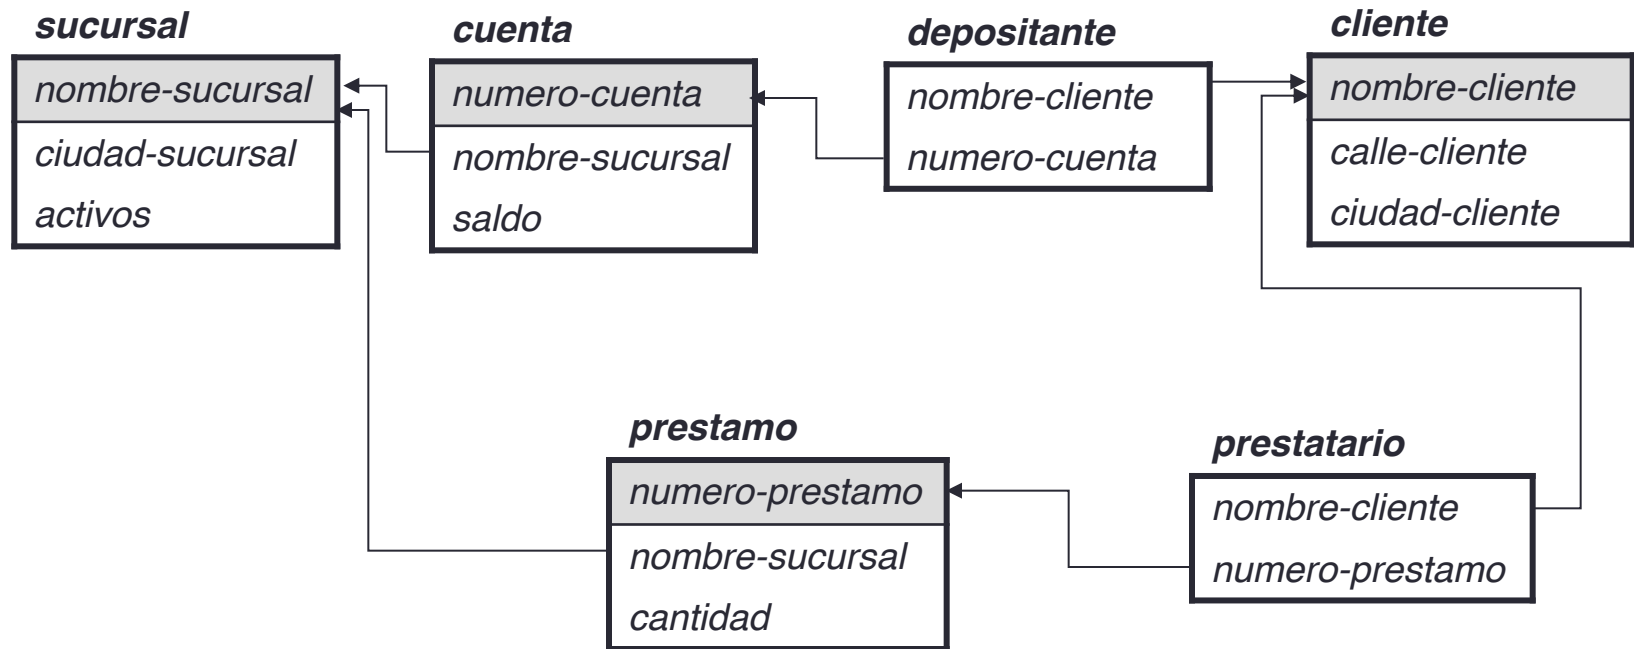 sucursal
nombre-sucursal
ciudad-sucursal
activos
cuenta
numero-cuenta
nombre-sucursal
saldo
depositante
nombre-cliente
numero-cuenta
cliente
nombre-cliente
calle-cliente
ciudad-cliente
prestamo
numero-prestamo
nombre-sucursal
cantidad
prestatario
nombre-cliente
numero-prestamo